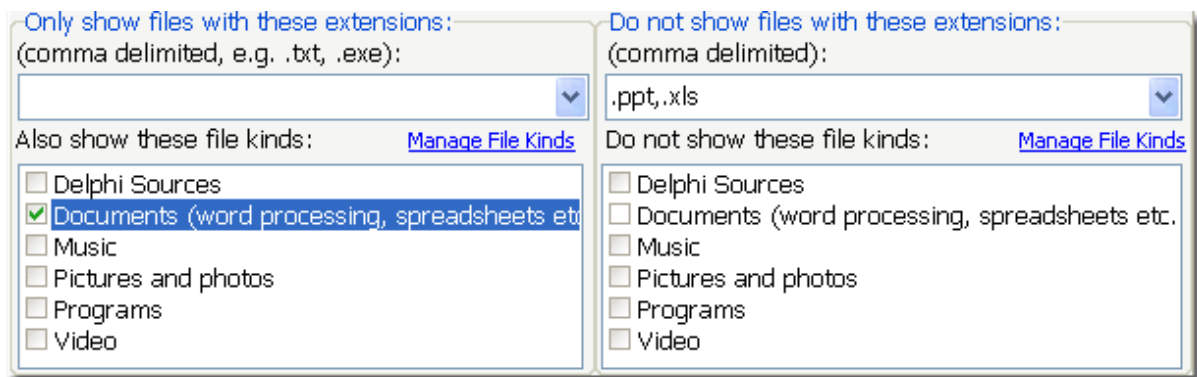 Only show files with these extensions:
(comma delimited, e.g. .txt, .exe):
Also show these file kinds: Manage File Kinds
Delphi Sources
Documents (word processing, spreadsheets etc
Music
Pictures and photos
Programs
Video
Do not show files with these extensions:
(comma delimited):
.ppt,.xls
Do not show these file kinds: Manage File Kinds
Delphi Sources
Documents (word processing, spreadsheets etc.
Music
Pictures and photos
Programs
Video